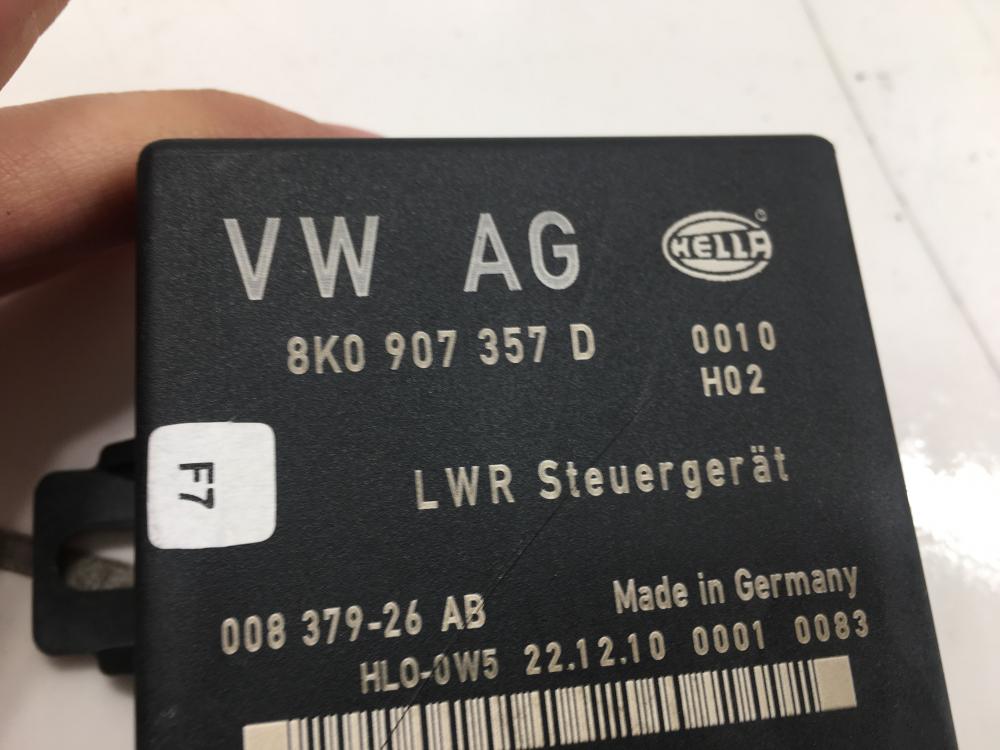 VW AG HELLA
8K0 907 357 D 0010
H02
F7
LWR Steuergerät
008 379-26 AB Made in Germany
HLO-0W5 22.12.10 0001 0083